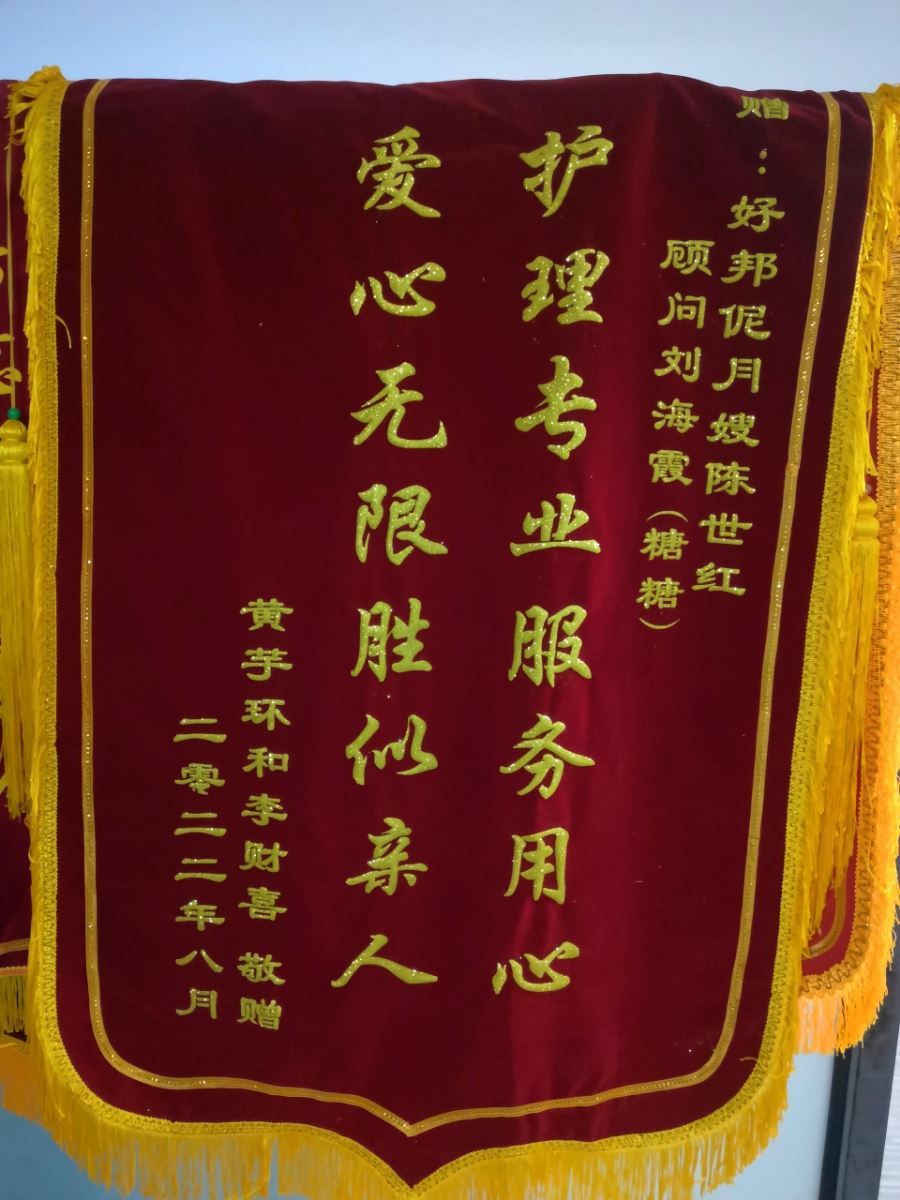 赠：好邦伲月嫂陈世红
顾问刘海霞（糖糖）
护理专业服务用心
爱心无限胜似亲人
黄芋环和李财喜 敬赠
二零二二年八月